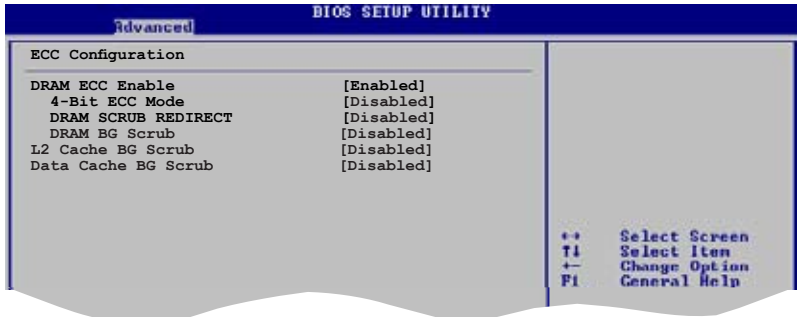 BIOS SETUP UTILITY
Advanced
ECC Configuration
DRAM ECC Enable [Enabled]
4-Bit ECC Mode [Disabled]
DRAM SCRUB REDIRECT [Disabled]
DRAM BG Scrub [Disabled]
L2 Cache BG Scrub [Disabled]
Data Cache BG Scrub [Disabled]
←→ Select Screen
↑↓ Select Item
+- Change Option
F1 General Help